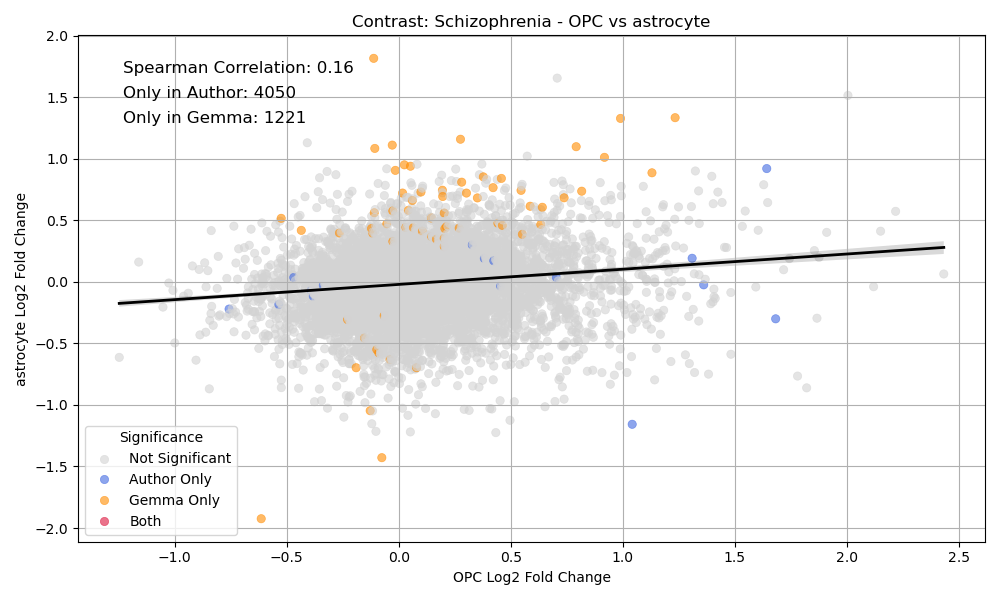 Contrast: Schizophrenia - OPC vs astrocyte
Spearman Correlation: 0.16
Only in Author: 4050
Only in Gemma: 1221
astrocyte Log2 Fold Change
2.0
1.5
1.0
0.5
0.0
−0.5
−1.0
−1.5
−2.0
Significance
Not Significant
Author Only
Gemma Only
Both
−1.0 −0.5 0.0 0.5 1.0 1.5 2.0 2.5
OPC Log2 Fold Change